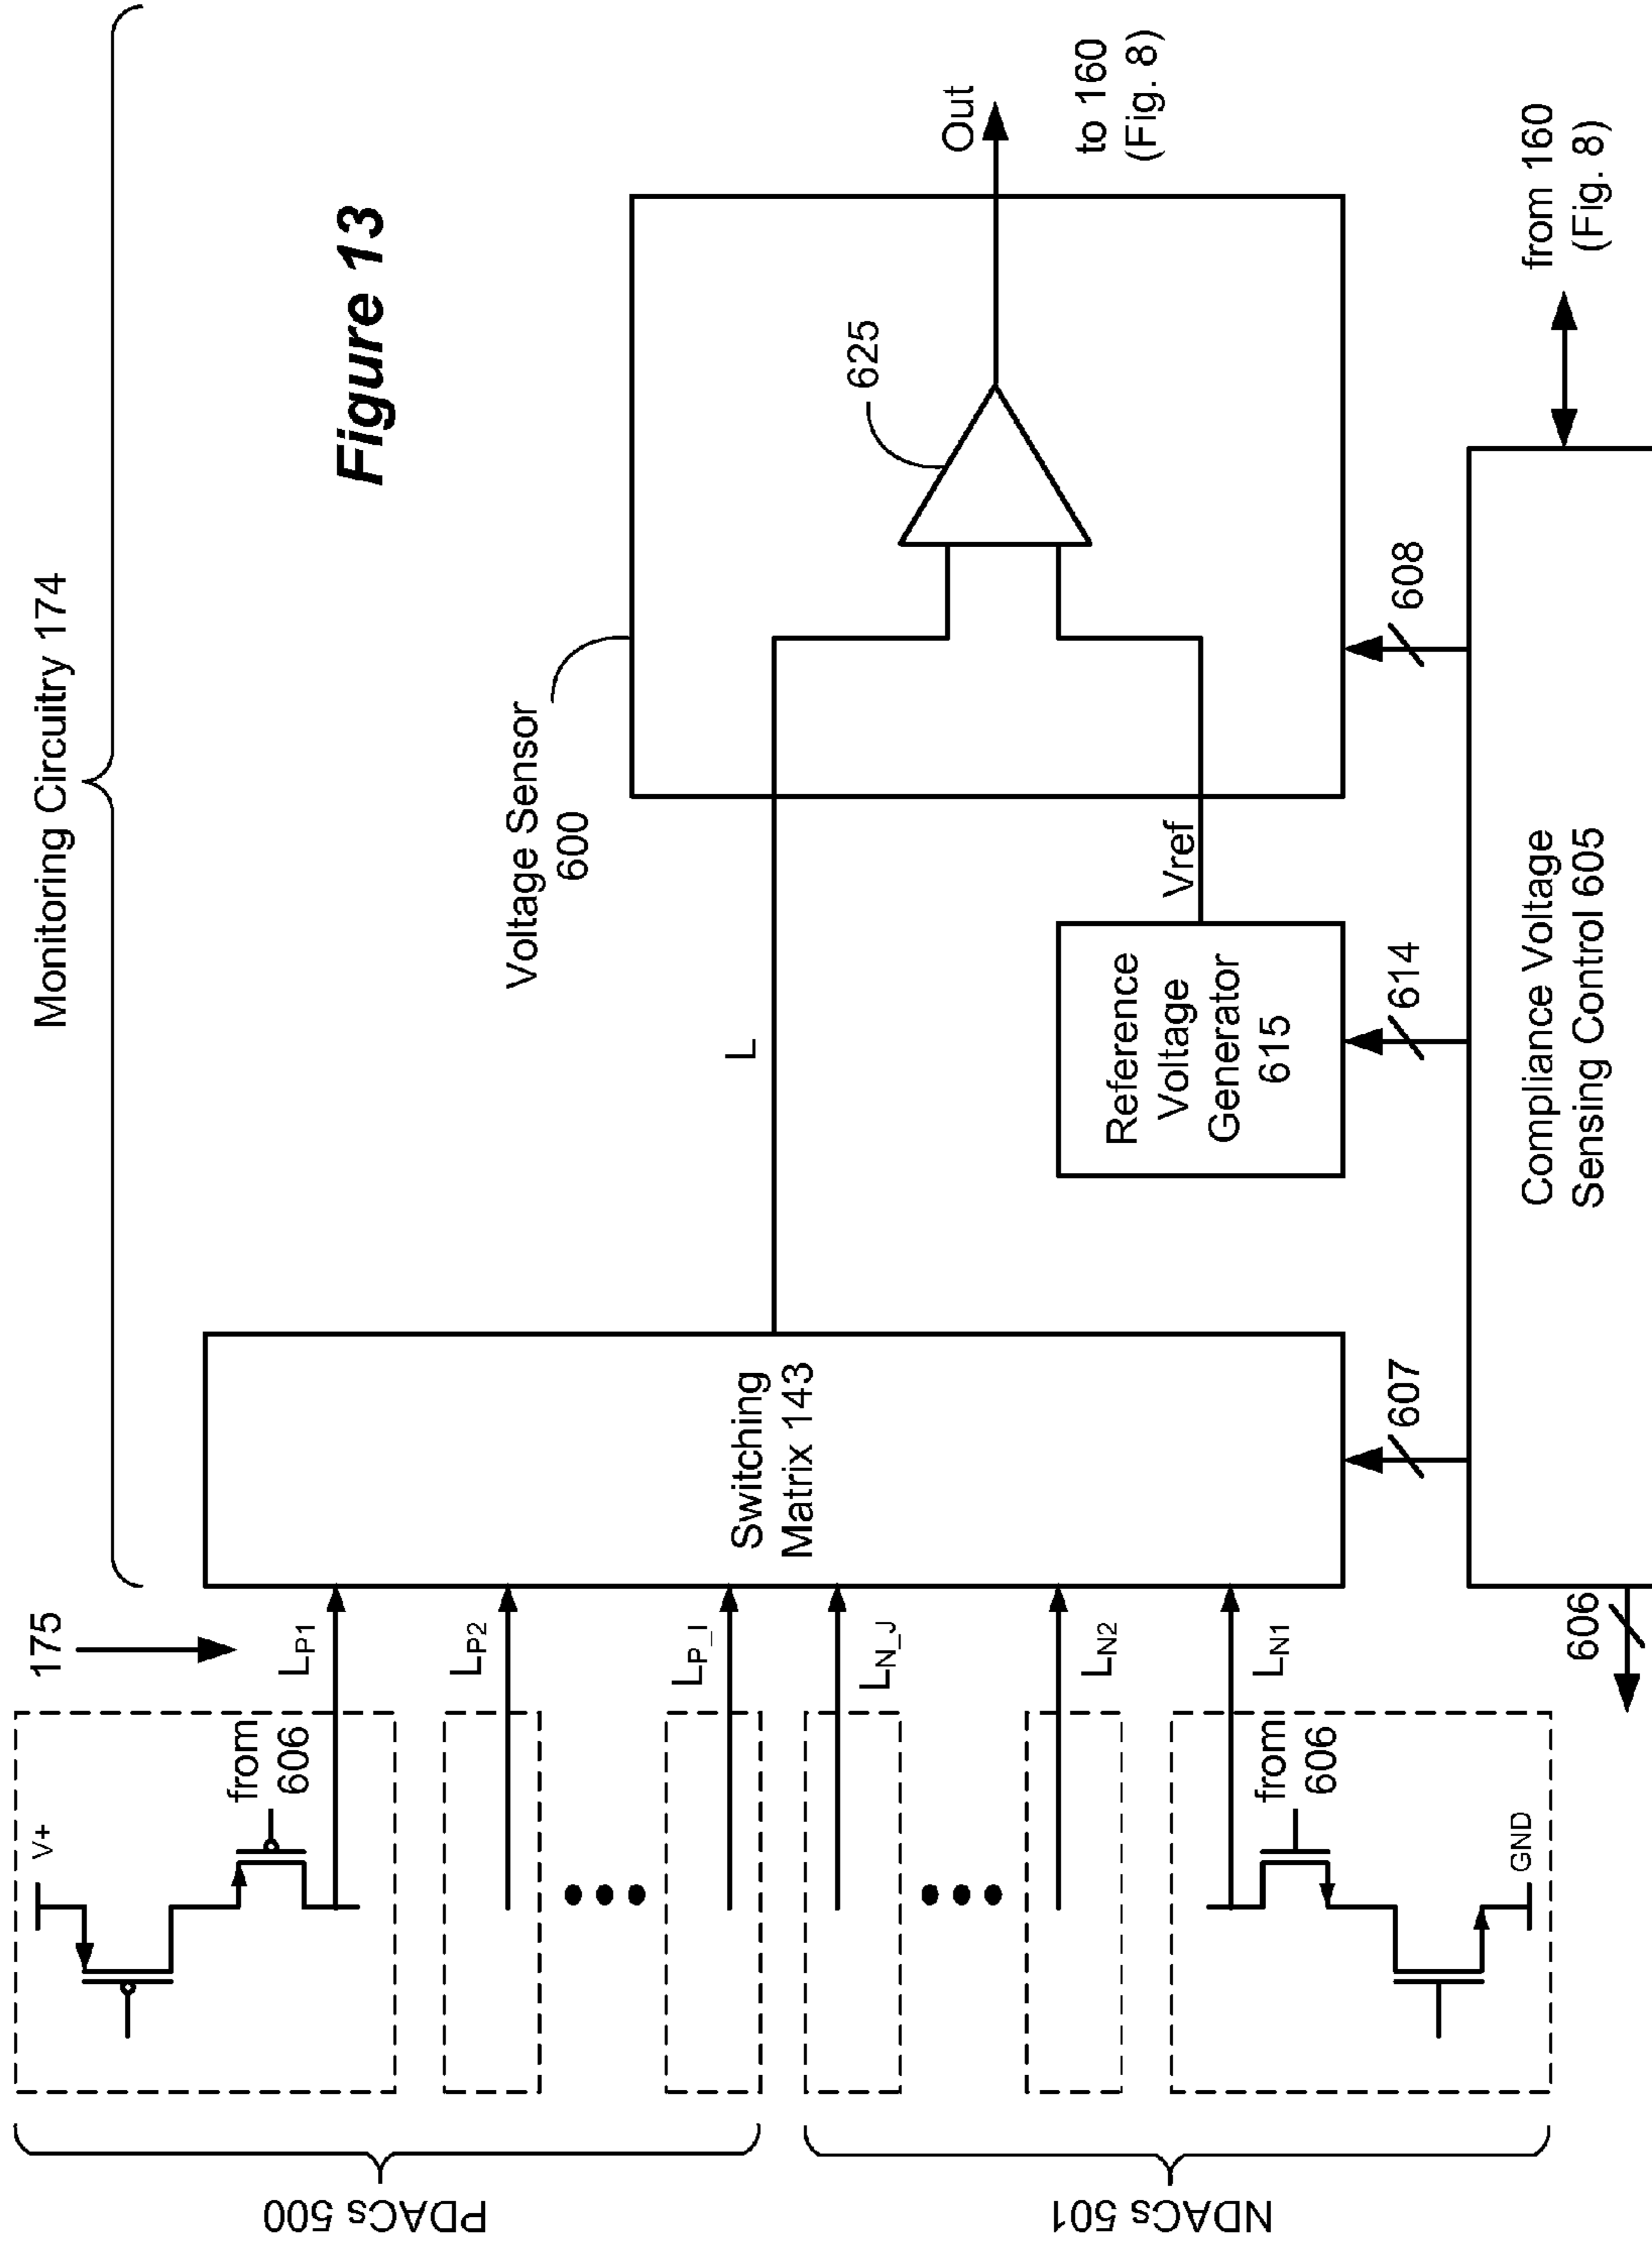 Monitoring Circuitry 174
Figure 13
175
PDACs 500
V+
from
606
LP1
LP2
LP_I
NDACs 501
LN_J
LN2
LN1
from
606
GND
Switching
Matrix 143
L
Voltage Sensor
600
625
Out
to 160
(Fig. 8)
Reference
Voltage
Generator
615
Vref
607
614
608
606
Compliance Voltage
Sensing Control 605
from 160
(Fig. 8)